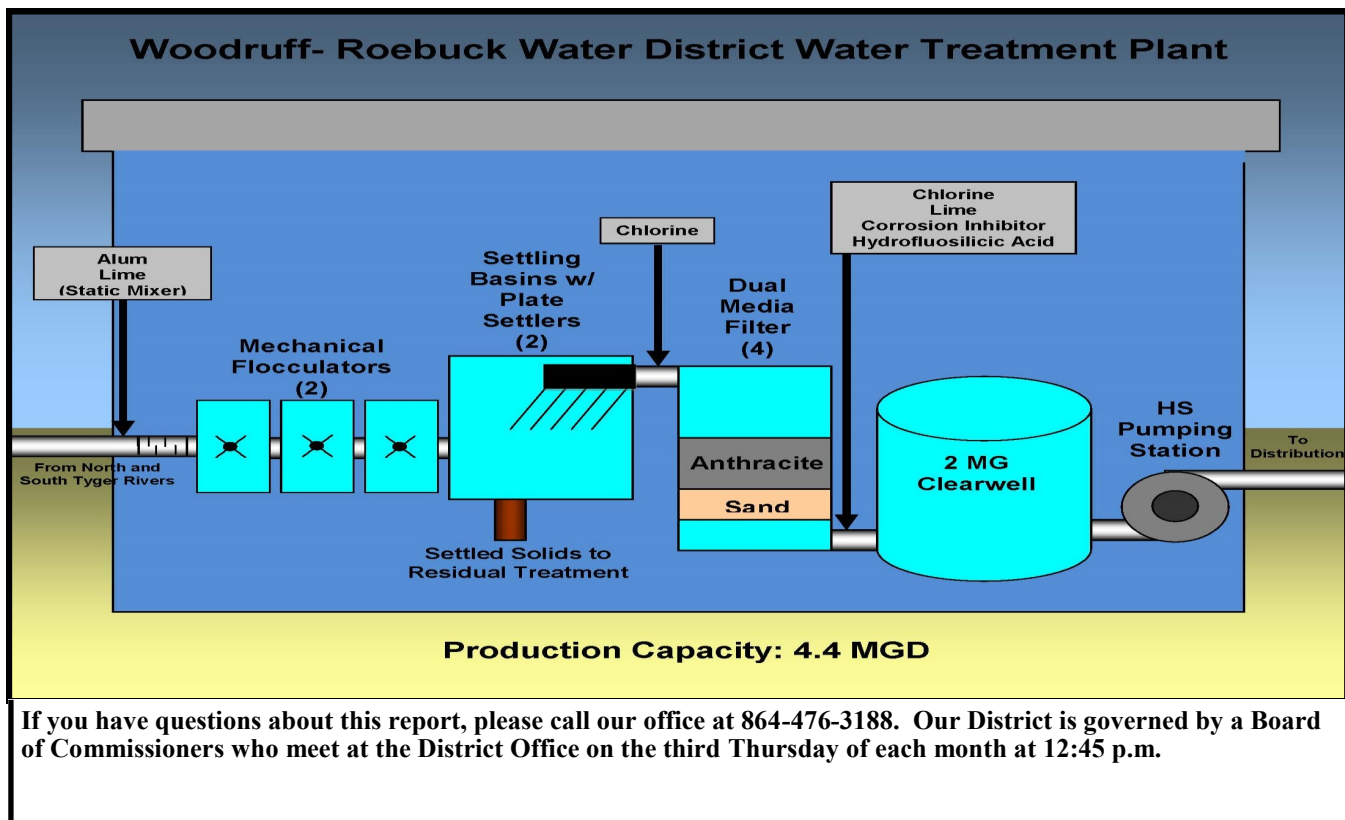 Woodruff- Roebuck Water District Water Treatment Plant
Alum
Lime
(Static Mixer)
Mechanical
Flocculators
(2)
Settling
Basins w/
Plate
Settlers
(2)
Chlorine
Dual
Media
Filter
(4)
Chlorine
Lime
Corrosion Inhibitor
Hydrofluosilicic Acid
From North and
South Tyger Rivers
Anthracite
Sand
2 MG
Clearwell
HS
Pumping
Station
To
Distribution
Settled Solids to
Residual Treatment
Production Capacity: 4.4 MGD
If you have questions about this report, please call our office at 864-476-3188. Our District is governed by a Board
of Commissioners who meet at the District Office on the third Thursday of each month at 12:45 p.m.